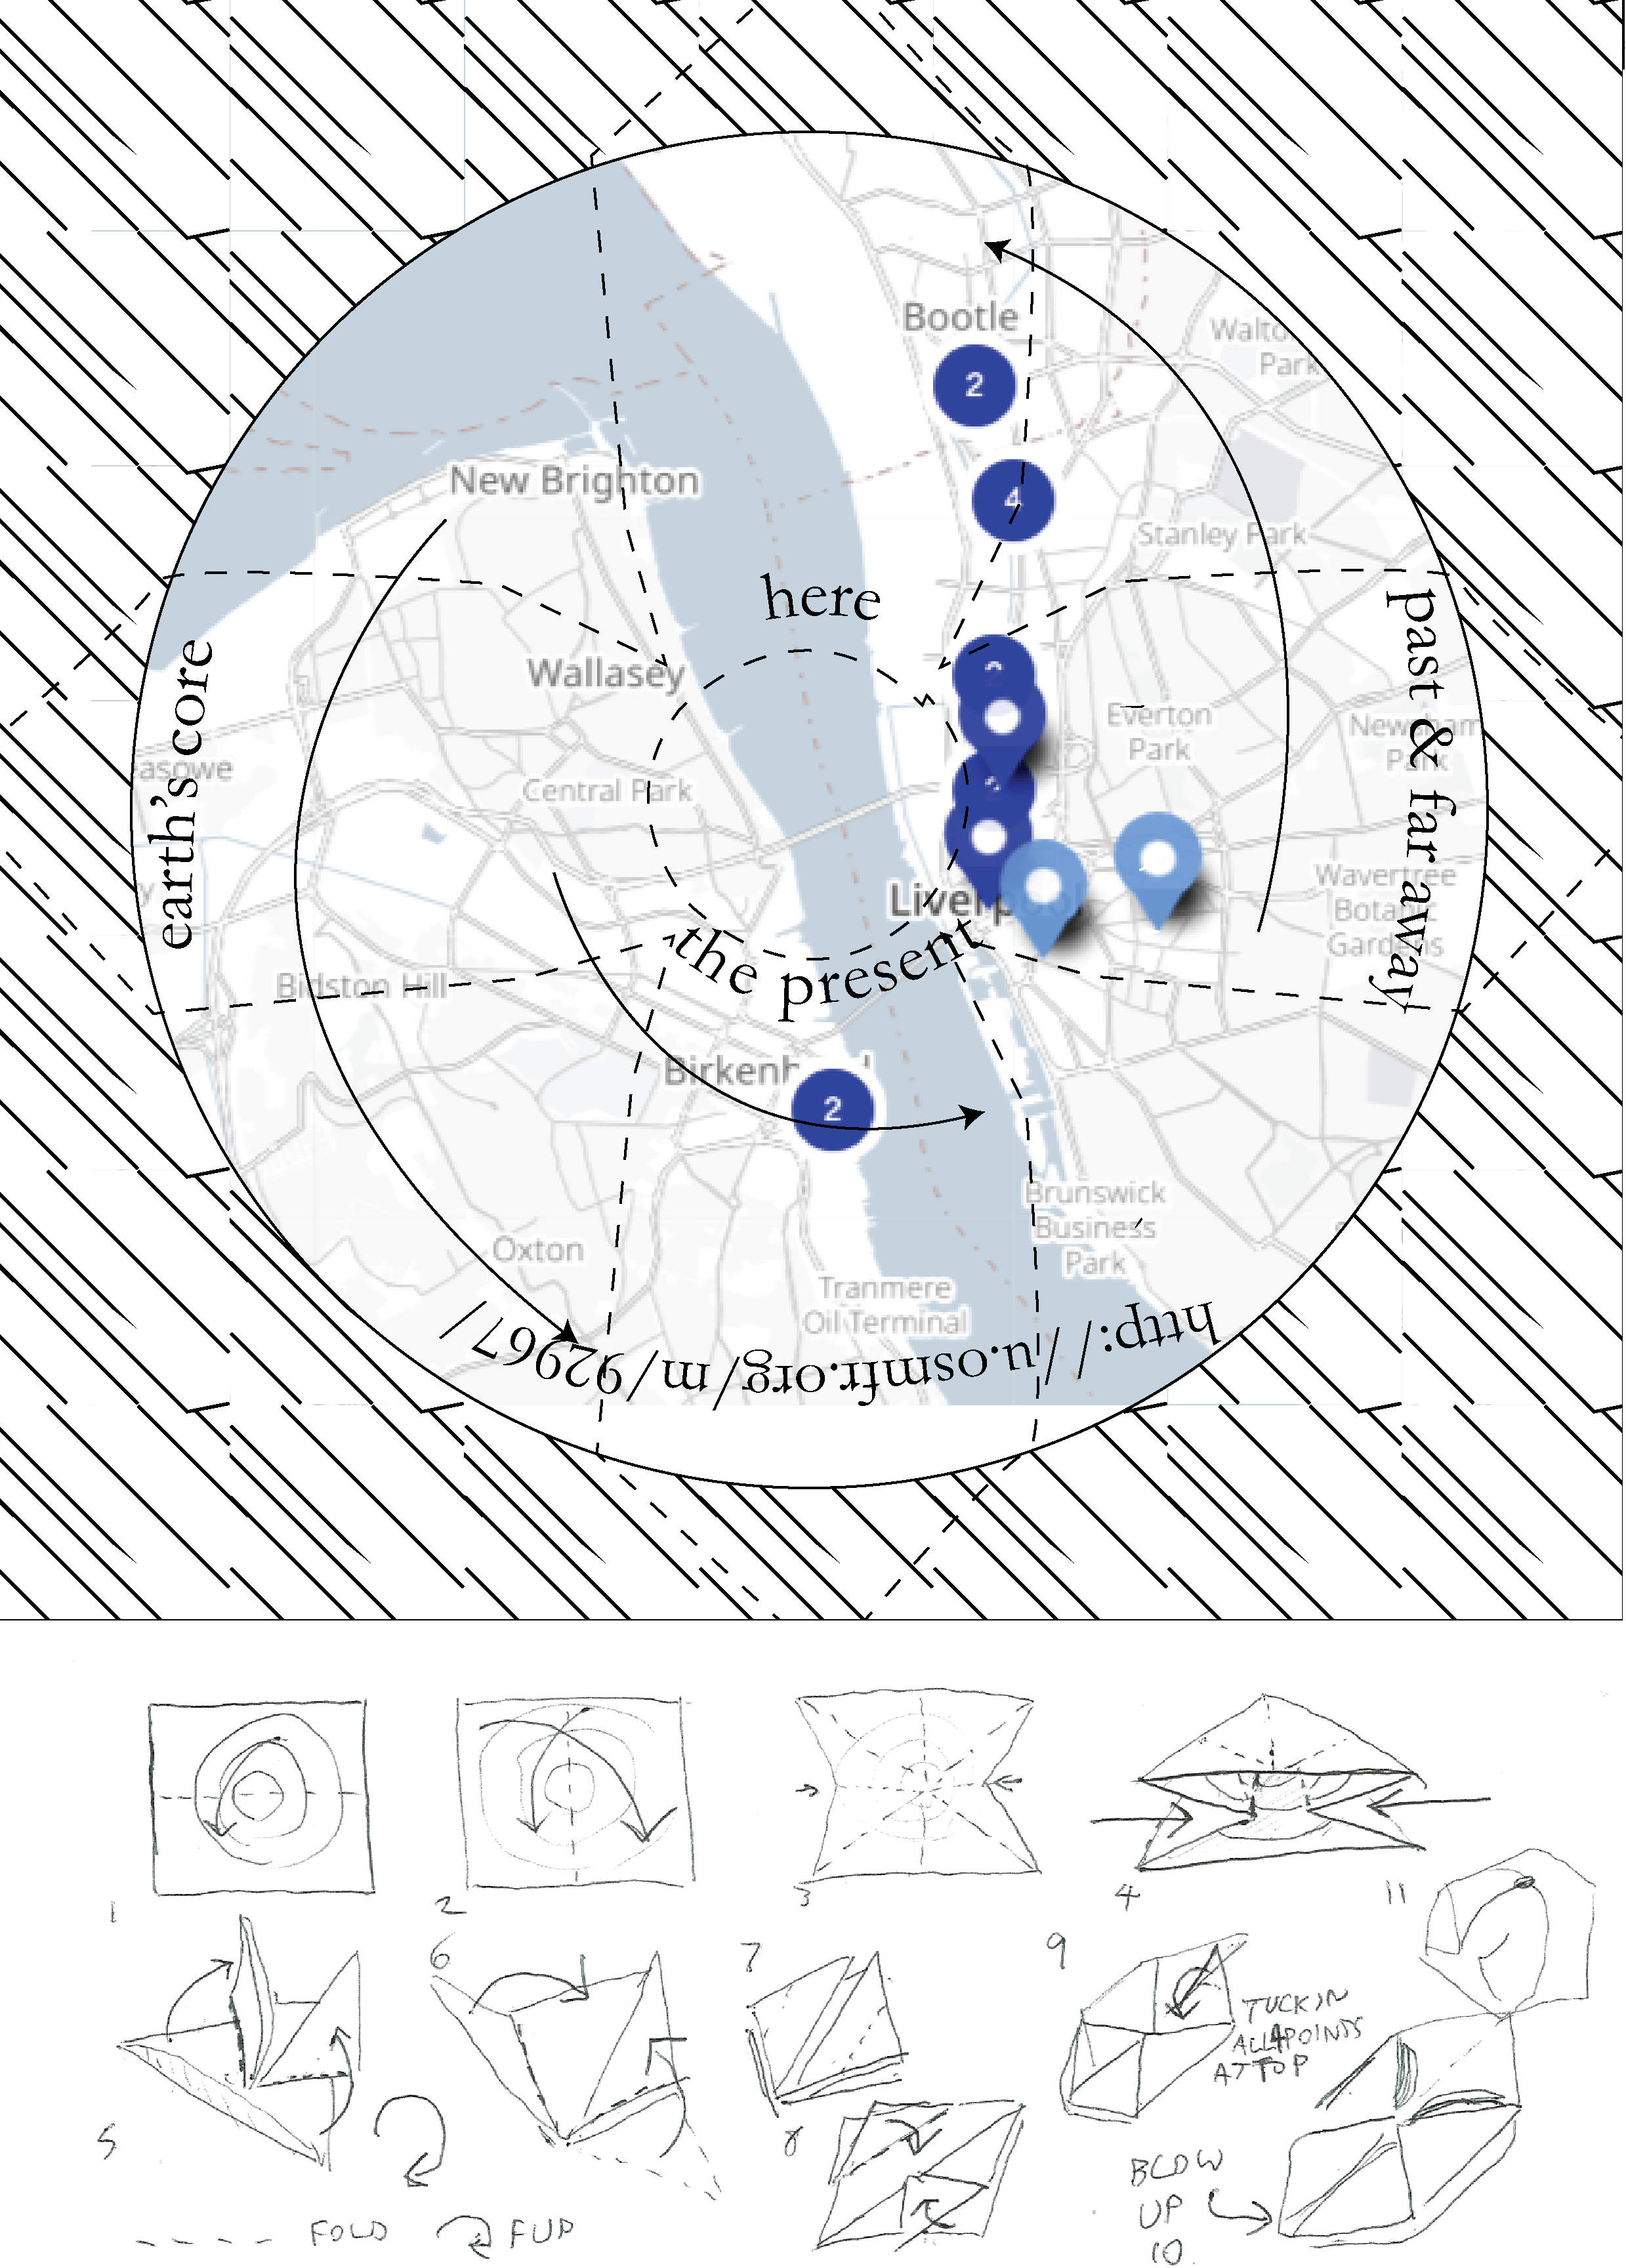 Bootle
Walto
Park
2
New Brighton
4
Stanley Park
here
past & far away
earth's core
Wallasey
2
Everton
Park
Newsham
Park
asowe
Central Park
Liverpool
Wavertree
Botanic
Gardens
the present
Bidston Hill
Birkenh
2
Brunswick
Business
Park
Oxton
Tranmere
Oil Terminal
http://u.osmfr.org/m/92967/
1
2
3
4
11
5
6
7
9
TUCK IN
ALL 4 POINTS
AT TOP
8
BLOW
UP
10
FOLD
FLIP